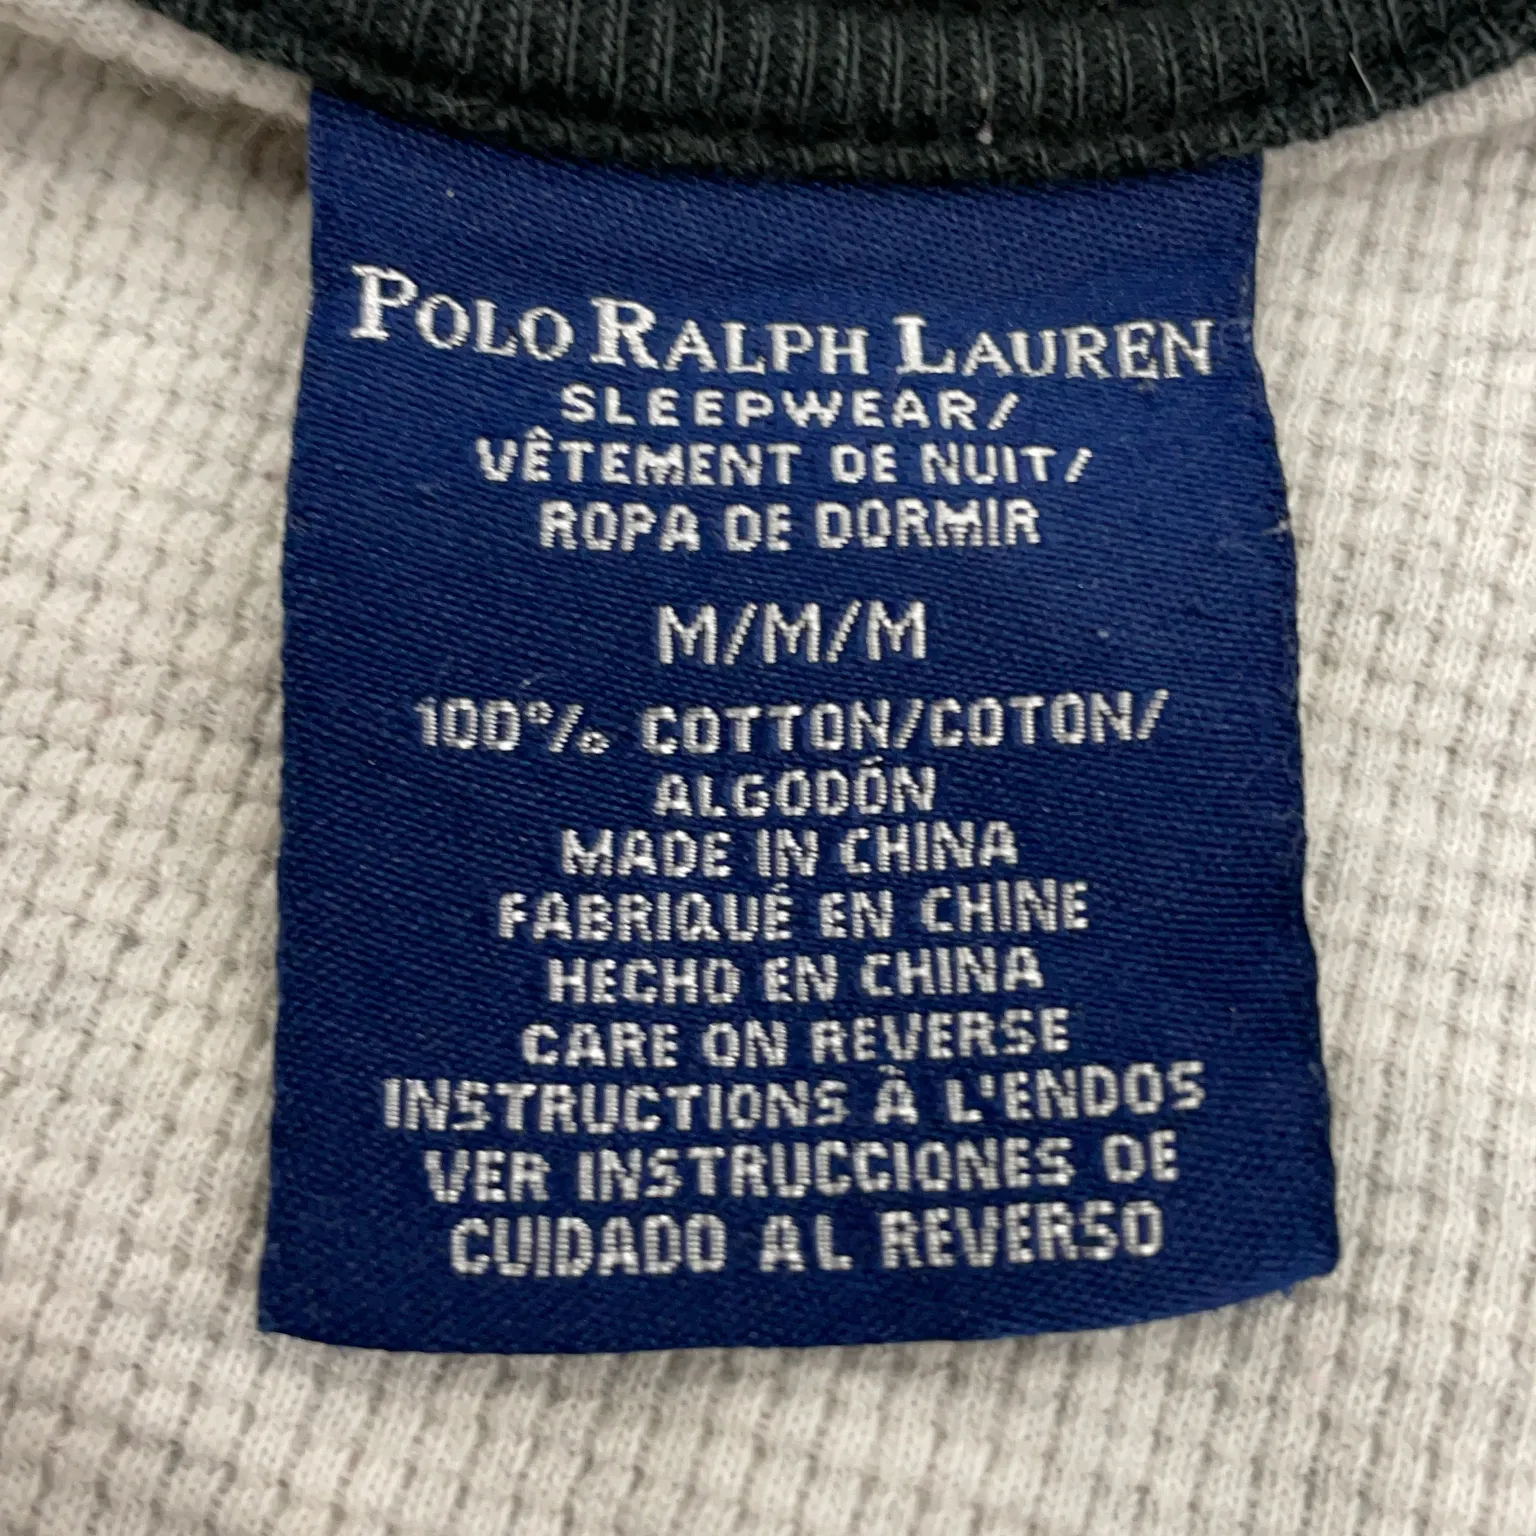 POLO RALPH LAUREN
SLEEPWEAR/
VÊTEMENT DE NUIT/
ROPA DE DORMIR
M/M/M
100% COTTON/COTON/
ALGODÓN
MADE IN CHINA
FABRIQUÉ EN CHINE
HECHO EN CHINA
CARE ON REVERSE
INSTRUCTIONS À L'ENDOS
VER INSTRUCCIONES DE
CUIDADO AL REVERSO